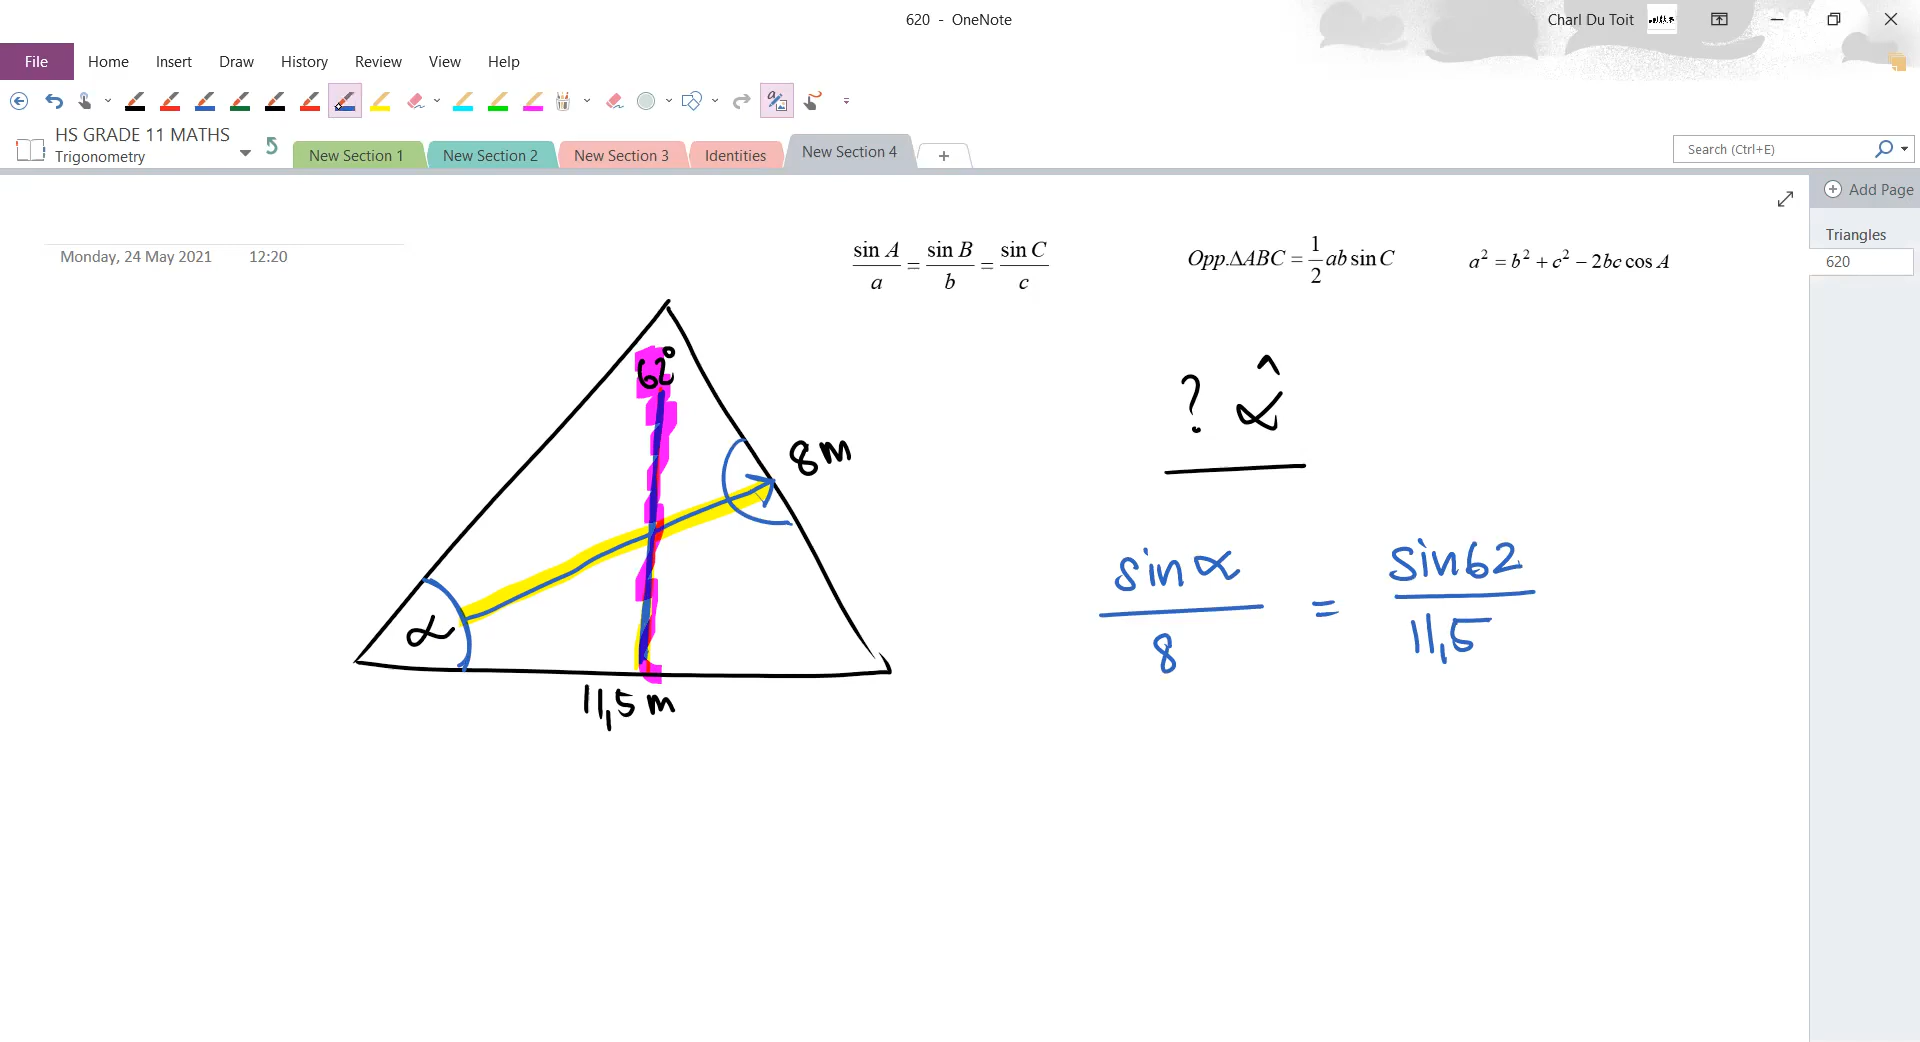 620 - OneNote
Charl Du Toit
File Home Insert Draw History Review View Help
HS GRADE 11 MATHS
Trigonometry
New Section 1 New Section 2 New Section 3 Identities New Section 4 +
Search (Ctrl+E)
Add Page
Triangles
620
Monday, 24 May 2021 12:20
sin A / a = sin B / b = sin C / c
Opp.ΔABC = 1/2 ab sin C
a² = b² + c² − 2bc cos A
62°
8m
α
11,5 m
? α̂
sin α / 8 = sin 62 / 11,5